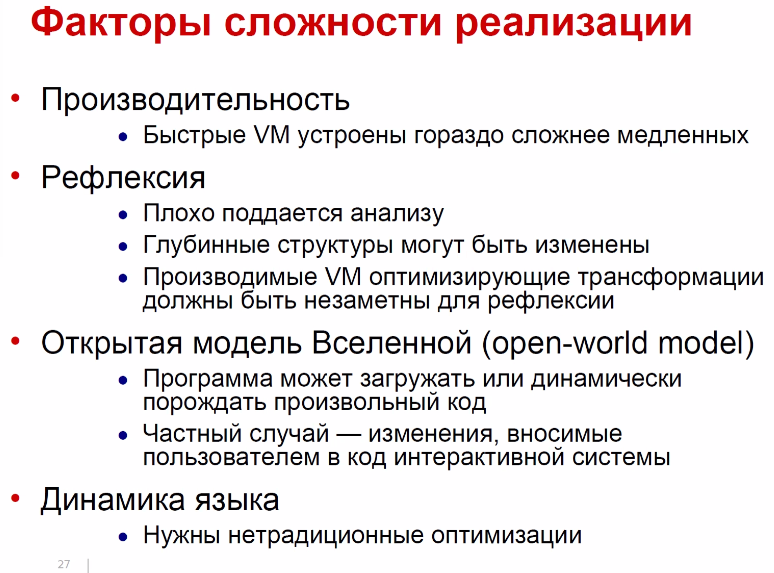 Факторы сложности реализации
• Производительность
• Быстрые VM устроены гораздо сложнее медленных
• Рефлексия
• Плохо поддается анализу
• Глубинные структуры могут быть изменены
• Производимые VM оптимизирующие трансформации
должны быть незаметны для рефлексии
• Открытая модель Вселенной (open-world model)
• Программа может загружать или динамически
порождать произвольный код
• Частный случай — изменения, вносимые
пользователем в код интерактивной системы
• Динамика языка
• Нужны нетрадиционные оптимизации
27 |